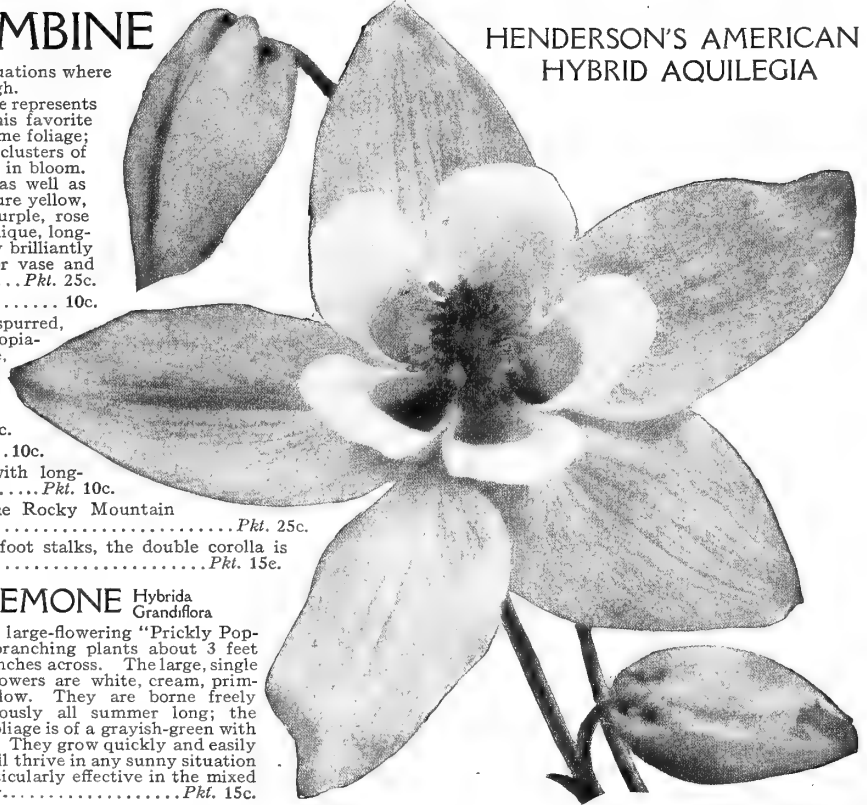 MBINE
uations where
gh.
e represents
his favorite
me foliage;
clusters of
in bloom.
as well as
ure yellow,
urple, rose
nique, long-
y brilliantly
r vase and
...Pkt. 25c.
........ 10c.
spurred,
opia-
c.
..10c.
with long-
.....Pkt. 10c.
e Rocky Mountain
.........................Pkt. 25c.
foot stalks, the double corolla is
......................Pkt. 15e.
HENDERSON'S AMERICAN
HYBRID AQUILEGIA
EMONE Hybrida
Grandiflora
large-flowering "Prickly Pop-
branching plants about 3 feet
nches across. The large, single
owers are white, cream, prim-
low. They are borne freely
ously all summer long; the
oliage is of a grayish-green with
They grow quickly and easily
ll thrive in any sunny situation
ticularly effective in the mixed
...................Pkt. 15c.